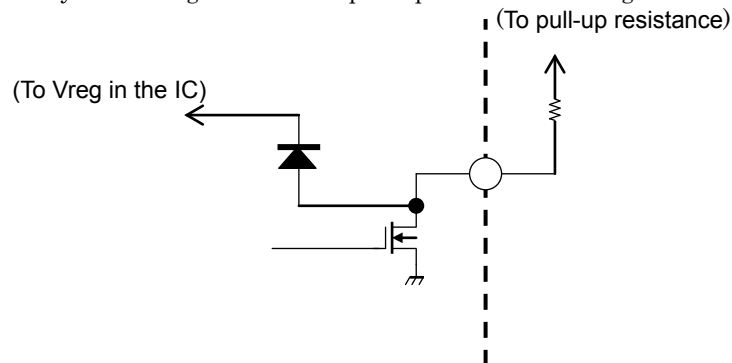 (To pull-up resistance)
(To Vreg in the IC)